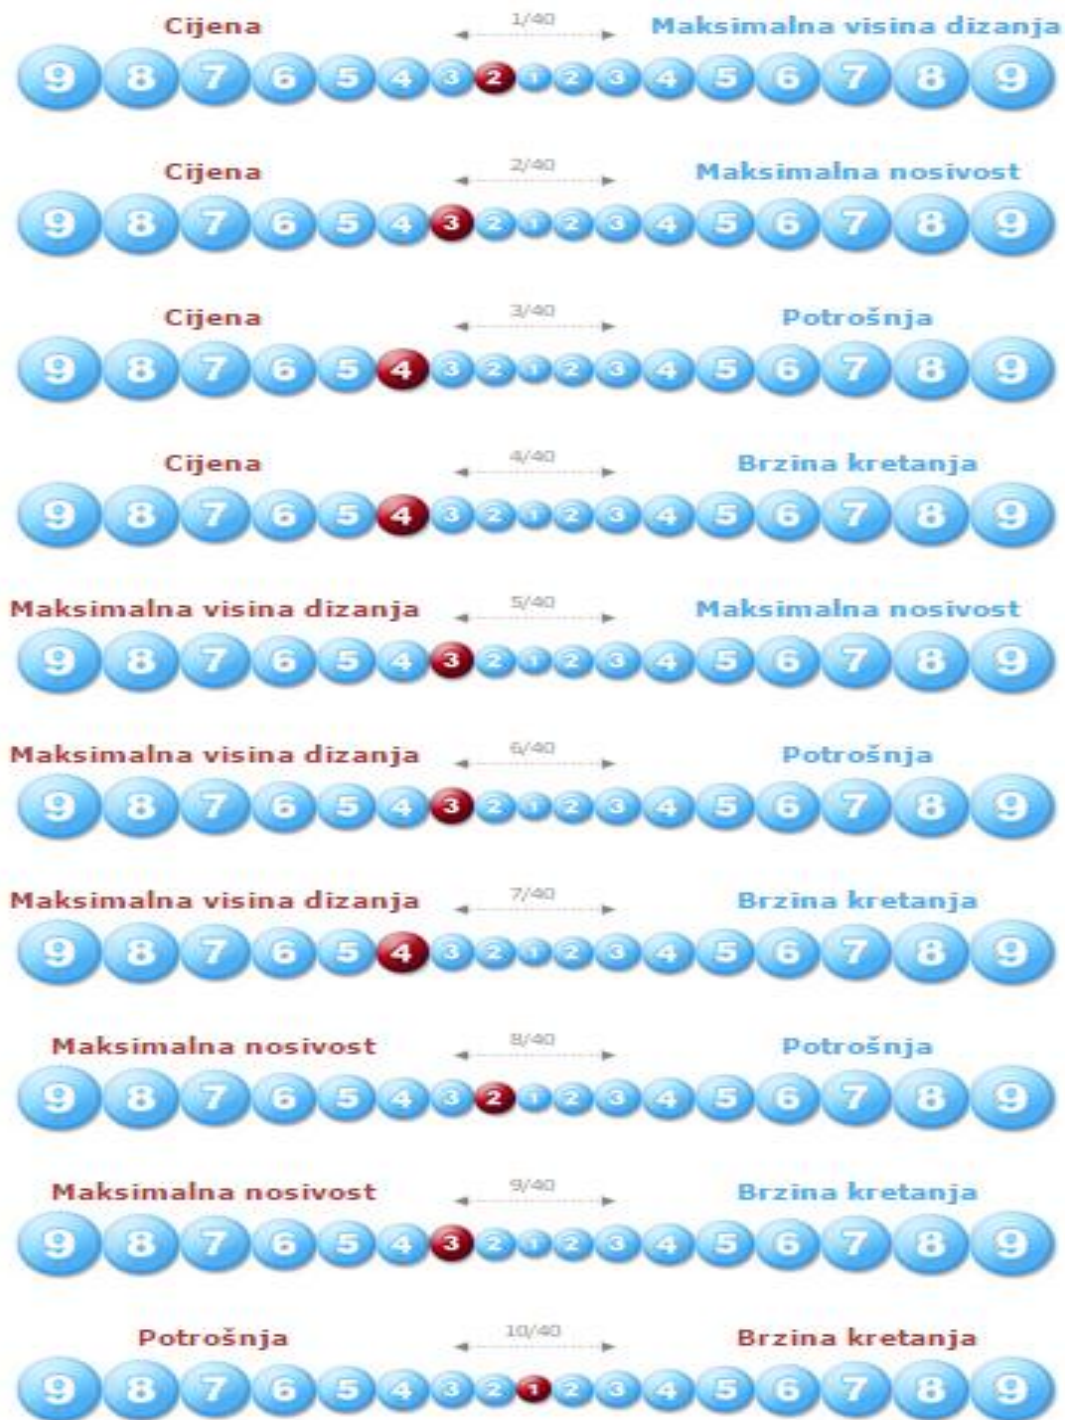 Cijena 1/40 Maksimalna visina dizanja
9 8 7 6 5 4 3 2 1 2 3 4 5 6 7 8 9
Cijena 2/40 Maksimalna nosivost
9 8 7 6 5 4 3 2 1 2 3 4 5 6 7 8 9
Cijena 3/40 Potrošnja
9 8 7 6 5 4 3 2 1 2 3 4 5 6 7 8 9
Cijena 4/40 Brzina kretanja
9 8 7 6 5 4 3 2 1 2 3 4 5 6 7 8 9
Maksimalna visina dizanja 5/40 Maksimalna nosivost
9 8 7 6 5 4 3 2 1 2 3 4 5 6 7 8 9
Maksimalna visina dizanja 6/40 Potrošnja
9 8 7 6 5 4 3 2 1 2 3 4 5 6 7 8 9
Maksimalna visina dizanja 7/40 Brzina kretanja
9 8 7 6 5 4 3 2 1 2 3 4 5 6 7 8 9
Maksimalna nosivost 8/40 Potrošnja
9 8 7 6 5 4 3 2 1 2 3 4 5 6 7 8 9
Maksimalna nosivost 9/40 Brzina kretanja
9 8 7 6 5 4 3 2 1 2 3 4 5 6 7 8 9
Potrošnja 10/40 Brzina kretanja
9 8 7 6 5 4 3 2 1 2 3 4 5 6 7 8 9